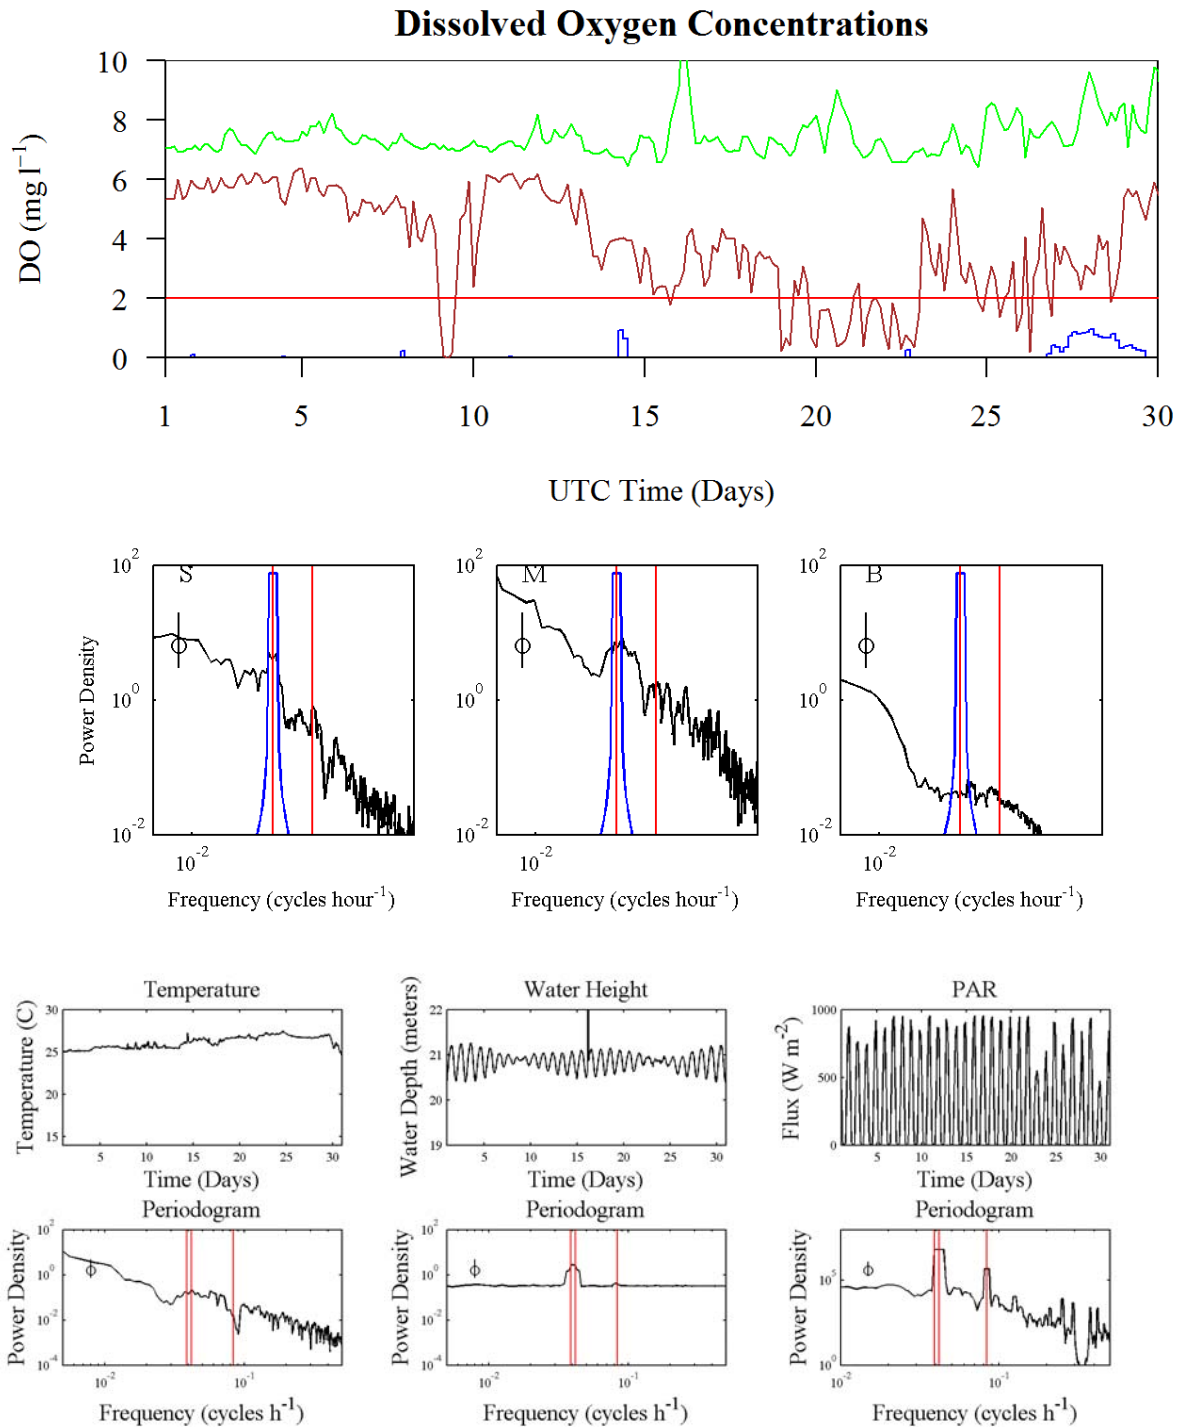 Dissolved Oxygen Concentrations
DO (mg l⁻¹)
10
8
6
4
2
0
1 5 10 15 20 25 30
UTC Time (Days)
Power Density
10² 10² 10²
S M B
10⁰ 10⁰ 10⁰
10⁻² 10⁻² 10⁻²
10⁻² 10⁻² 10⁻²
Frequency (cycles hour⁻¹) Frequency (cycles hour⁻¹) Frequency (cycles hour⁻¹)
Temperature Water Height PAR
Temperature (C) Water Depth (meters) Flux (W m⁻²)
30 22 1000
25 21 500
20 20 0
15 19
5 10 15 20 25 30 5 10 15 20 25 30 5 10 15 20 25 30
Time (Days) Time (Days) Time (Days)
Periodogram Periodogram Periodogram
Power Density Power Density Power Density
10² 10² 10⁵
10⁰ 10⁰ 10⁰
10⁻² 10⁻²
10⁻⁴ 10⁻⁴
10⁻² 10⁻¹ 10⁻² 10⁻¹ 10⁻² 10⁻¹
Frequency (cycles h⁻¹) Frequency (cycles h⁻¹) Frequency (cycles h⁻¹)